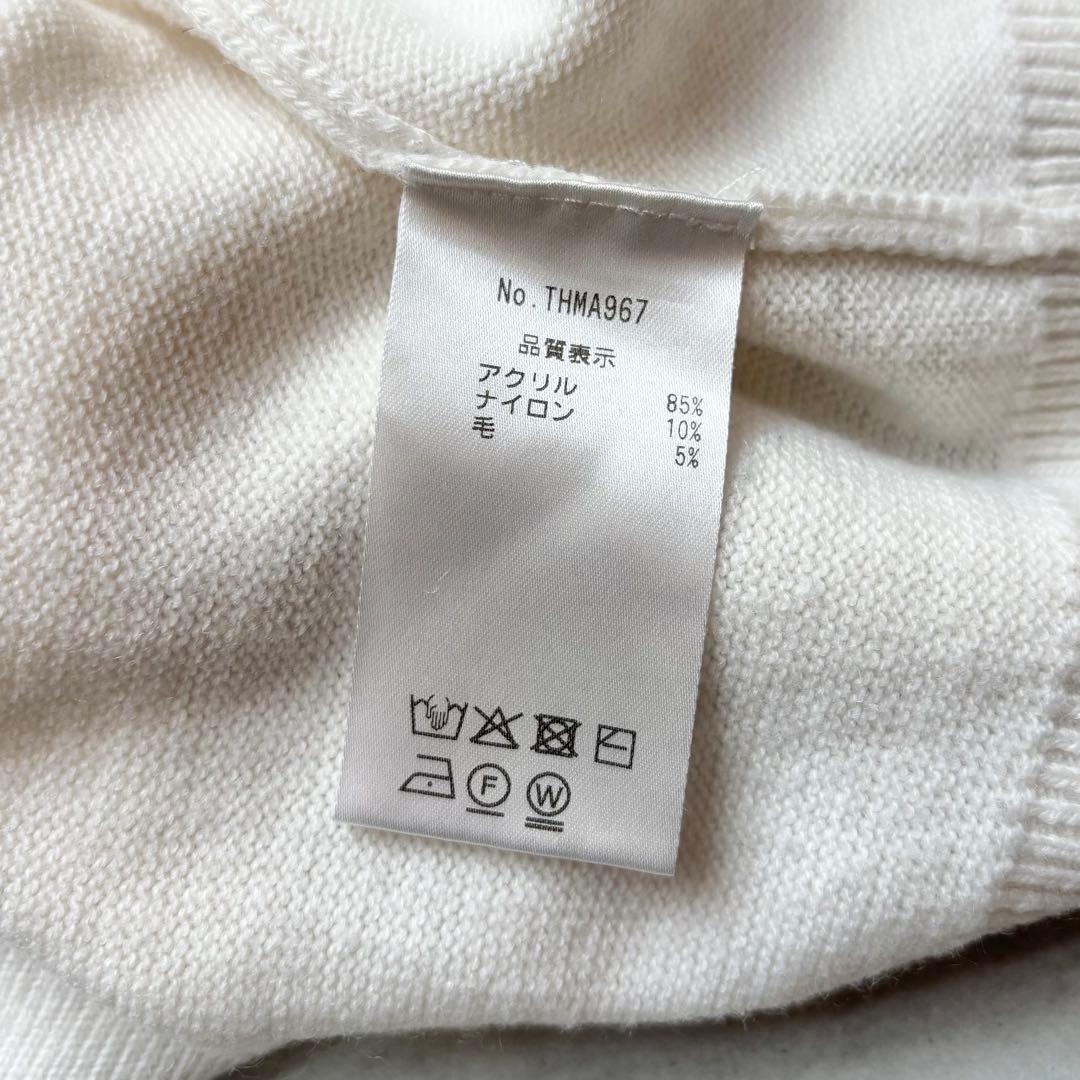 No.THMA967
品質表示
アクリル 85%
ナイロン 10%
毛 5%
F W